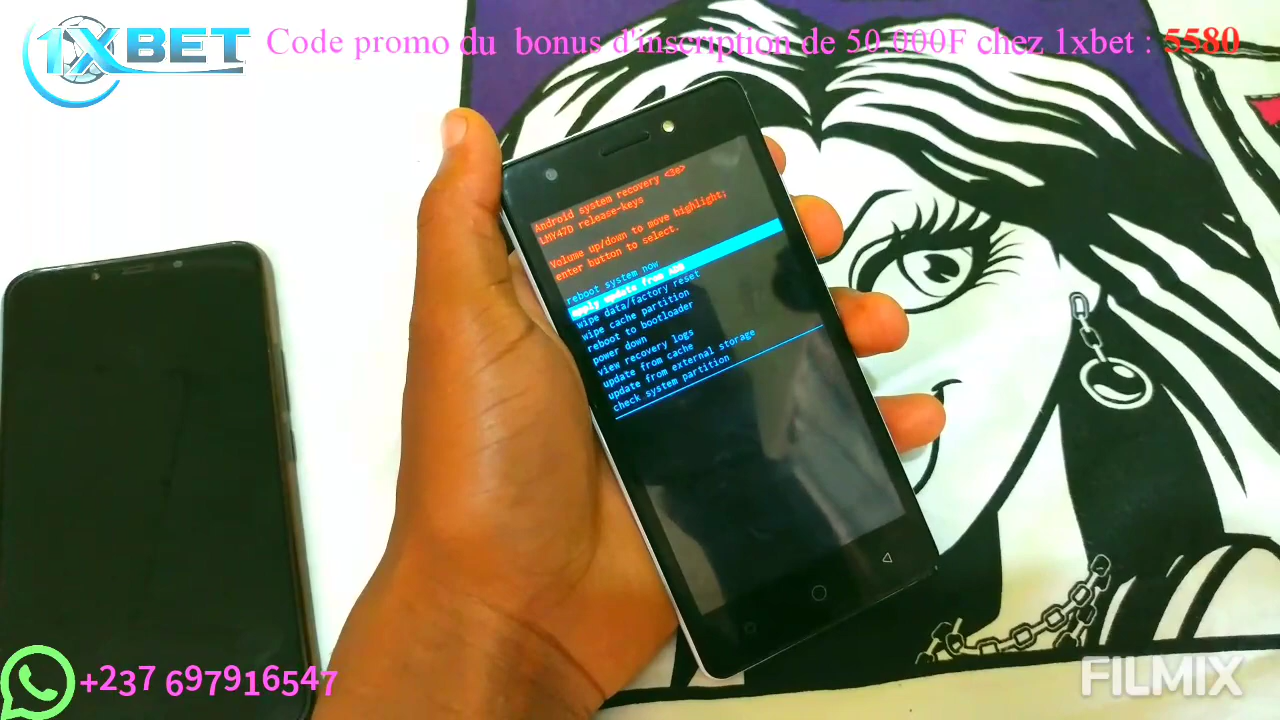 1XBET
Code promo du bonus d'inscription de 50 000F chez 1xbet : 5580
Android system recovery <3e>
LMY47D release-keys
Volume up/down to move highlight;
enter button to select.
reboot system now
apply update from ADB
wipe data/factory reset
wipe cache partition
reboot to bootloader
power down
view recovery logs
update from cache
update from external storage
check system partition
+237 697916547
FILMIX